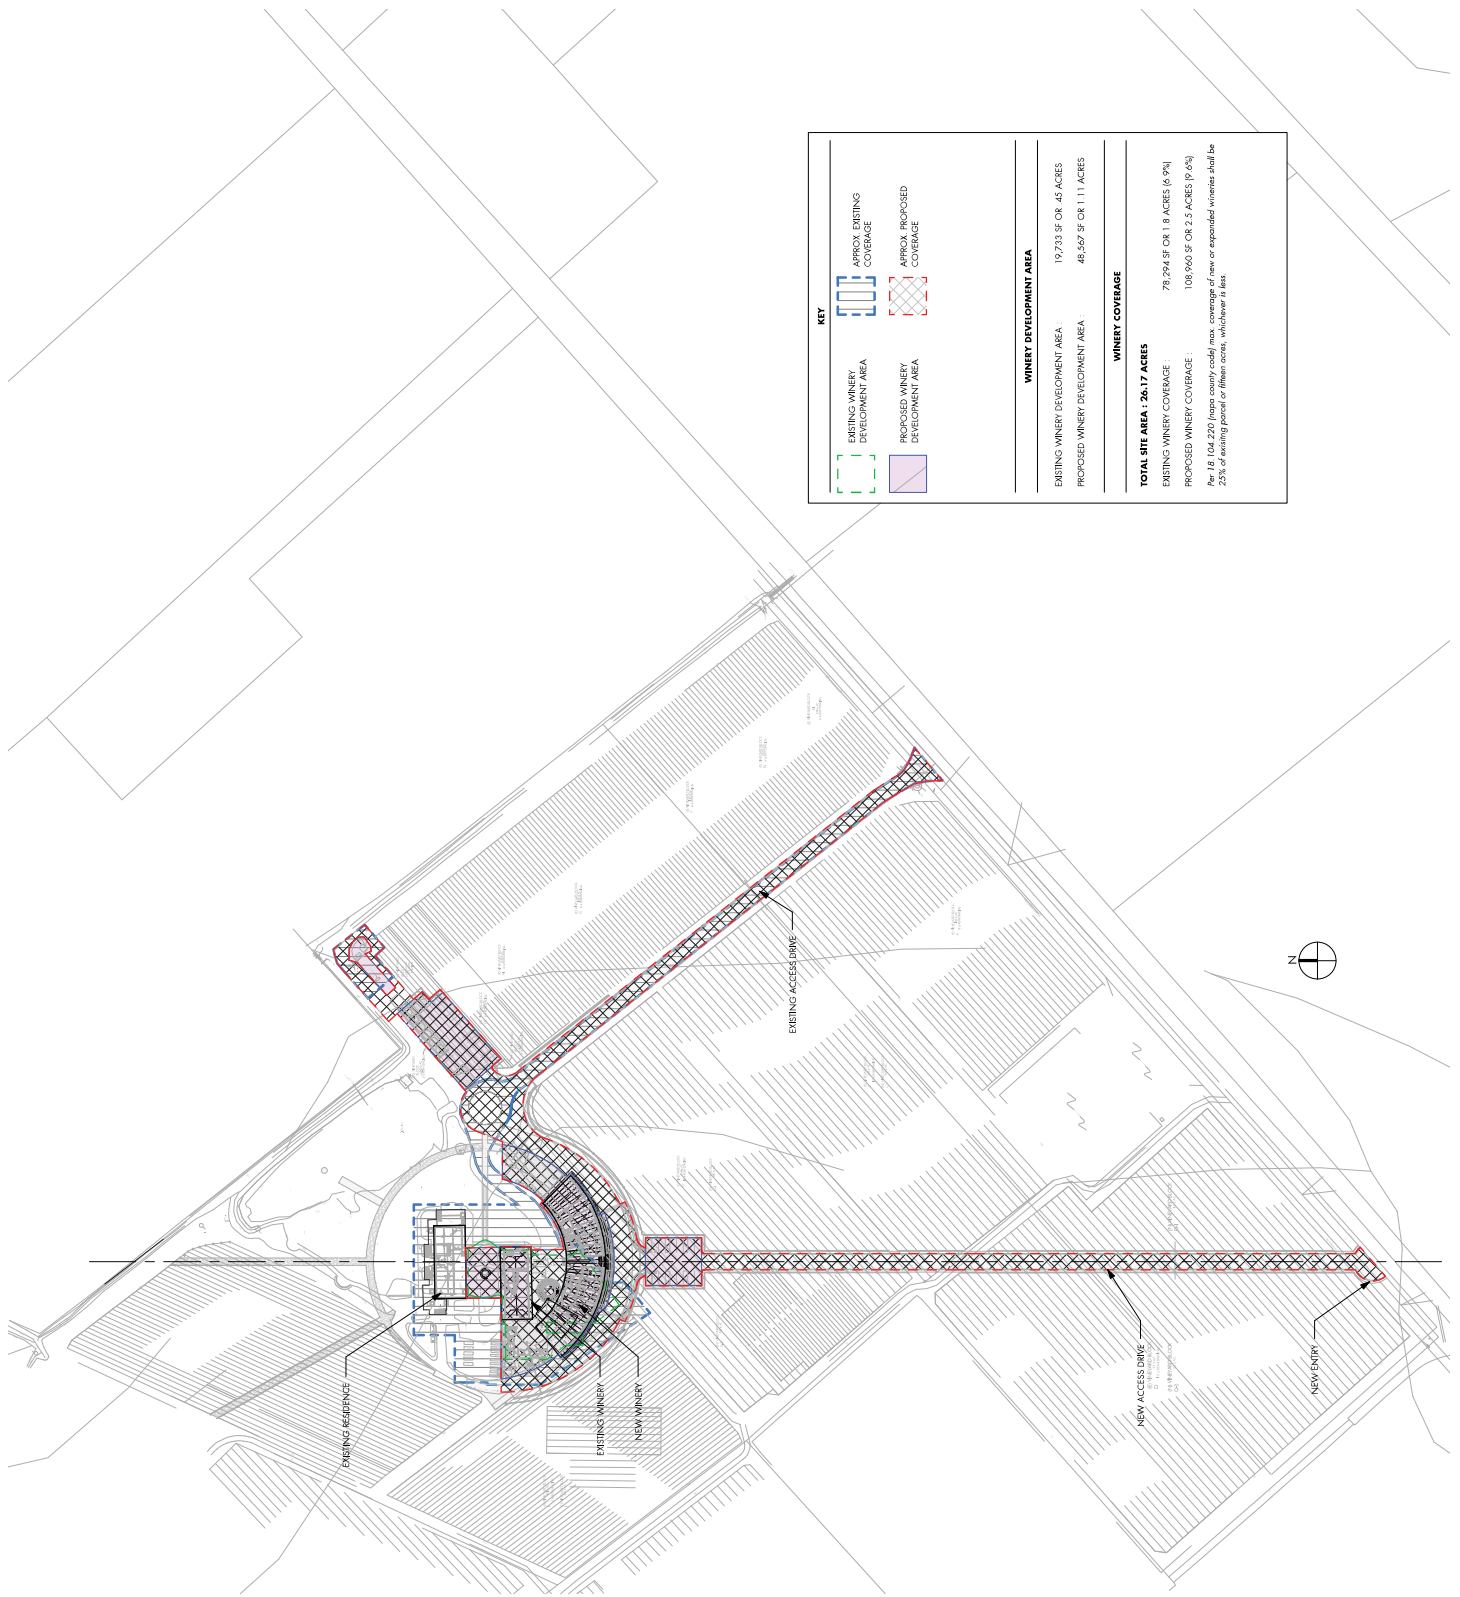 KEY
EXISTING WINERY
DEVELOPMENT AREA
APPROX. EXISTING
COVERAGE
PROPOSED WINERY
DEVELOPMENT AREA
APPROX. PROPOSED
COVERAGE
WINERY DEVELOPMENT AREA
EXISTING WINERY DEVELOPMENT AREA : 19,733 SF OR .45 ACRES
PROPOSED WINERY DEVELOPMENT AREA : 48,567 SF OR 1.11 ACRES
WINERY COVERAGE
TOTAL SITE AREA : 26.17 ACRES
EXISTING WINERY COVERAGE : 78,294 SF OR 1.8 ACRES (6.9%)
PROPOSED WINERY COVERAGE : 108,960 SF OR 2.5 ACRES (9.6%)
Per 18.104.220 (napa county code) max. coverage of new or expanded wineries shall be
25% of exisitng parcel or fifteen acres, whichever is less.
EXISTING ACCESS DRIVE
N
EXISTING RESIDENCE
EXISTING WINERY
NEW WINERY
NEW ACCESS DRIVE
NEW ENTRY